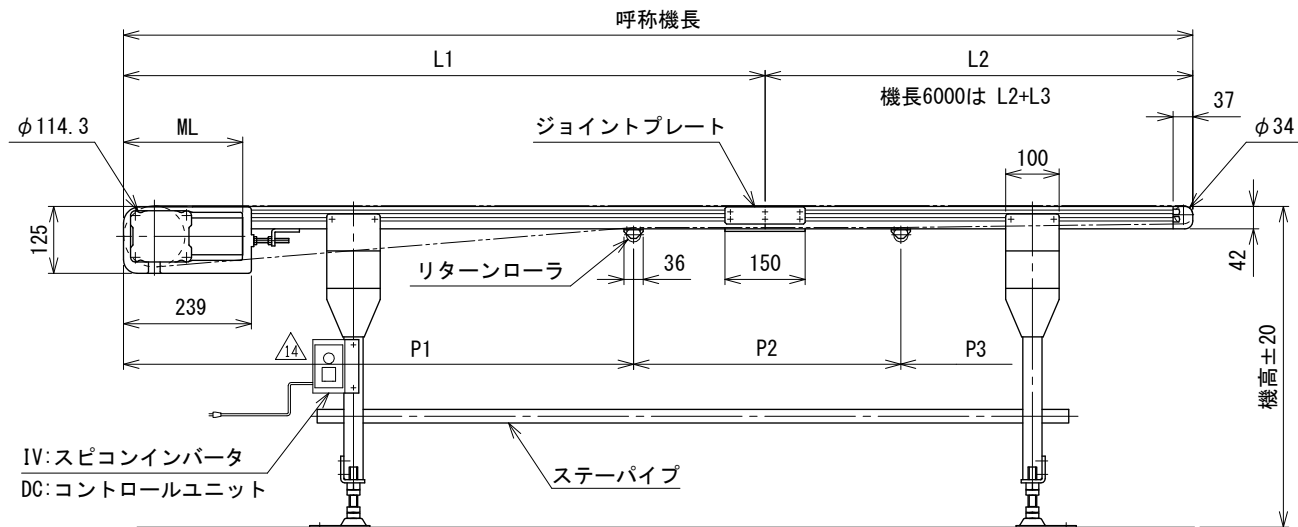 呼称機長
L1
L2
機長6000は L2+L3
37
φ114.3
ML
ジョイントプレート
φ34
100
125
42
リターンローラ
36
150
239
機高±20
14
P1
P2
P3
IV:スピコンインバータ
DC:コントロールユニット
ステーパイプ